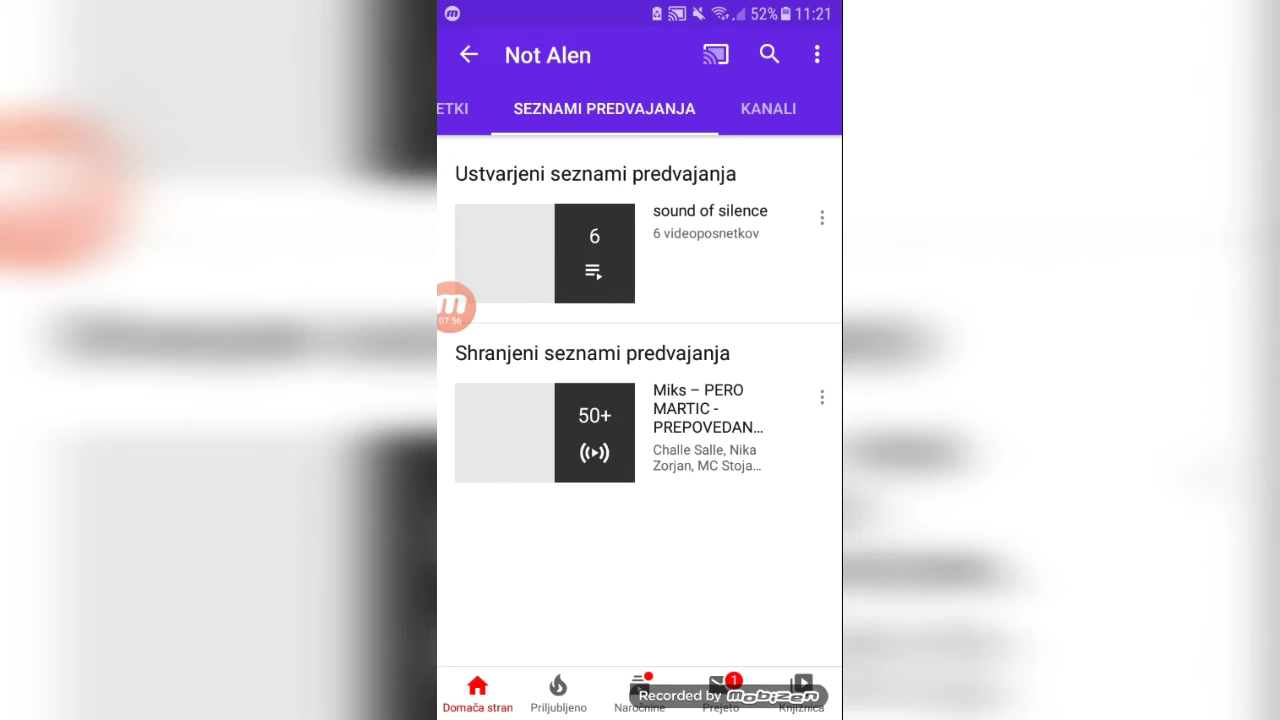 52% 11:21
Not Alen
ETKI SEZNAMI PREDVAJANJA KANALI
Ustvarjeni seznami predvajanja
6
sound of silence
6 videoposnetkov
m
07:56
Shranjeni seznami predvajanja
50+
Miks – PERO
MARTIC -
PREPOVEDAN...
Challe Salle, Nika
Zorjan, MC Stoja...
1
Recorded by mobizen
Domača stran Priljubljeno Naročnine Prejeto Knjižnica